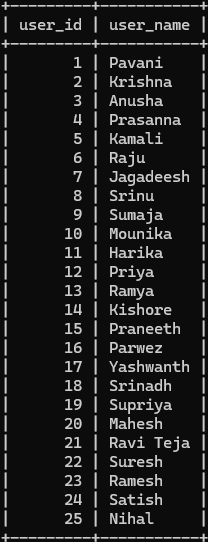 +---------+-----------+
| user_id | user_name |
+---------+-----------+
|       1 | Pavani    |
|       2 | Krishna   |
|       3 | Anusha    |
|       4 | Prasanna  |
|       5 | Kamali    |
|       6 | Raju      |
|       7 | Jagadeesh |
|       8 | Srinu     |
|       9 | Sumaja    |
|      10 | Mounika   |
|      11 | Harika    |
|      12 | Priya     |
|      13 | Ramya     |
|      14 | Kishore   |
|      15 | Praneeth  |
|      16 | Parwez    |
|      17 | Yashwanth |
|      18 | Srinadh   |
|      19 | Supriya   |
|      20 | Mahesh    |
|      21 | Ravi Teja |
|      22 | Suresh    |
|      23 | Ramesh    |
|      24 | Satish    |
|      25 | Nihal     |
+---------+-----------+